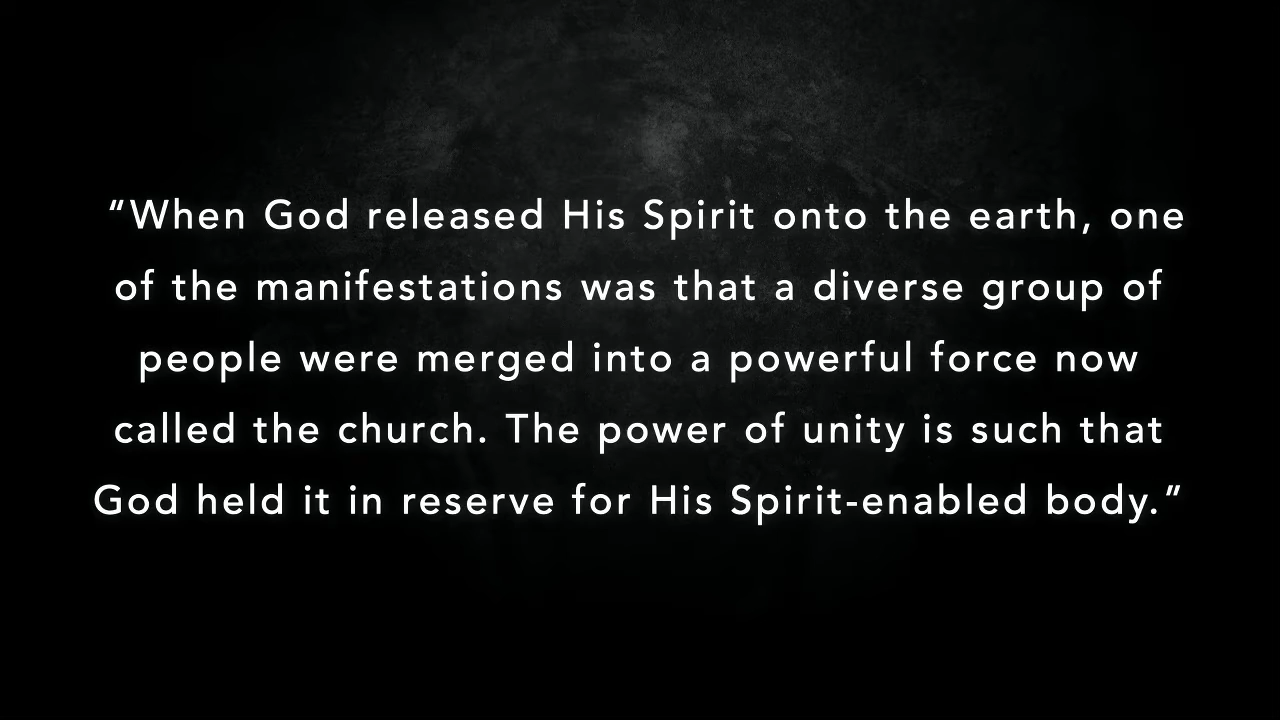 “When God released His Spirit onto the earth, one
of the manifestations was that a diverse group of
people were merged into a powerful force now
called the church. The power of unity is such that
God held it in reserve for His Spirit-enabled body.”